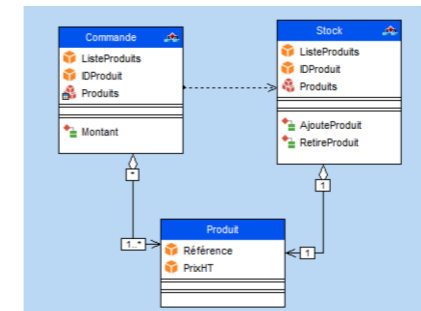 Commande
ListeProduits
IDProduit
Produits
Montant
Stock
ListeProduits
IDProduit
Produits
AjouteProduit
RetireProduit
*
1
1..*
1
Produit
Référence
PrixHT